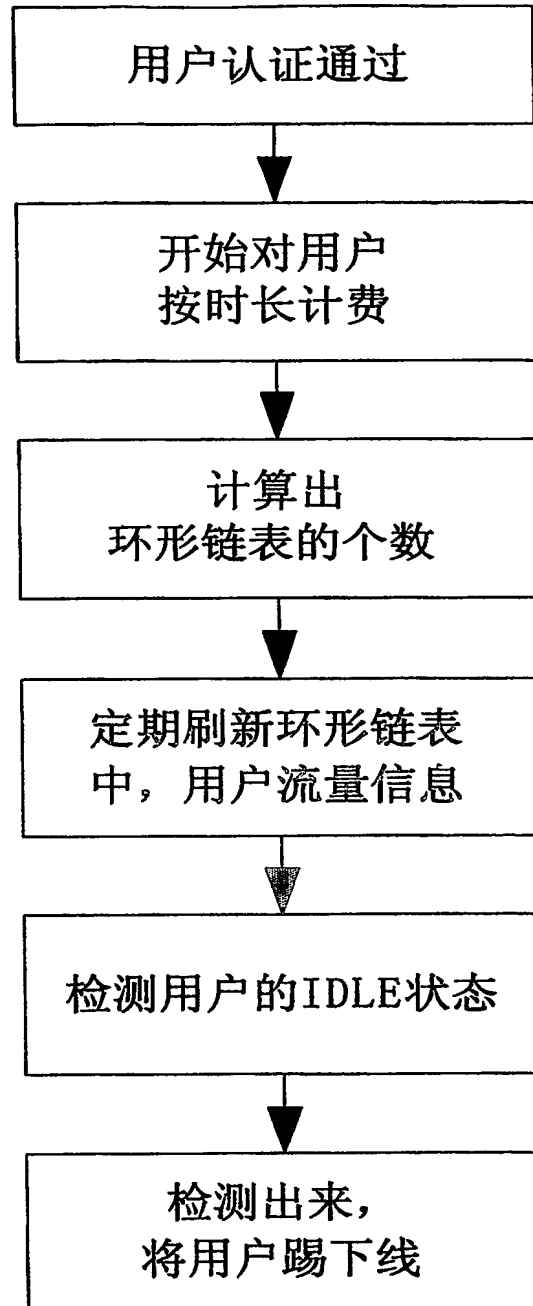 用户认证通过
开始对用户
按时长计费
计算出
环形链表的个数
定期刷新环形链表
中，用户流量信息
检测用户的IDLE状态
检测出来，
将用户踢下线